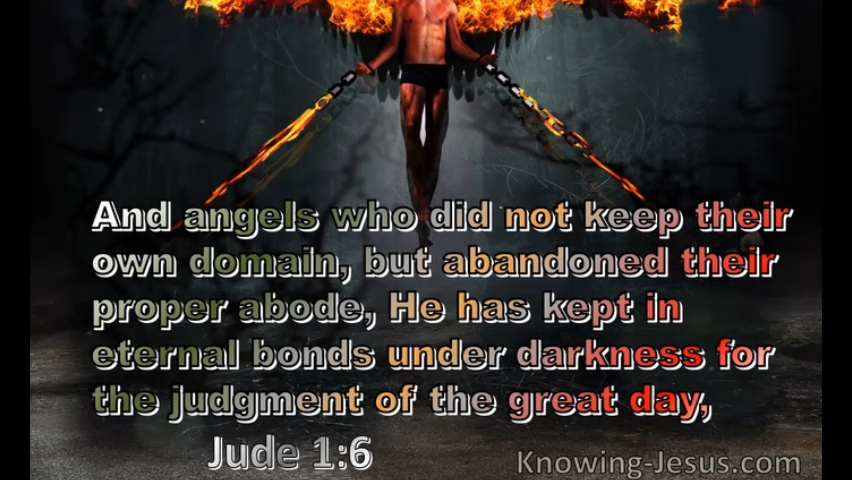 And angels who did not keep their
own domain, but abandoned their
proper abode, He has kept in
eternal bonds under darkness for
the judgment of the great day,
Jude 1:6
Knowing-Jesus.com